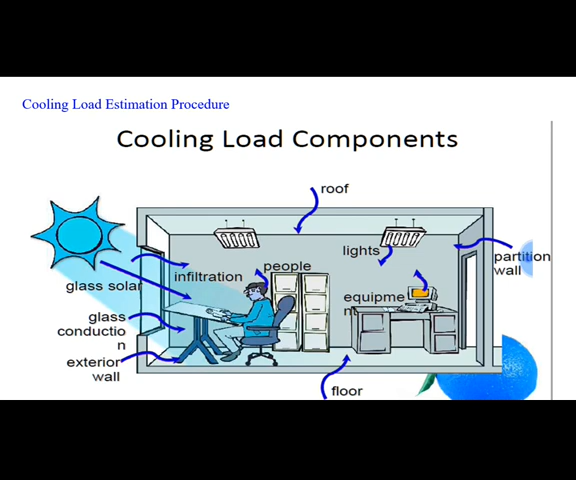 Cooling Load Estimation Procedure
Cooling Load Components
roof
lights
partition
wall
people
infiltration
glass solar
equipme
n
glass
conductio
n
exterior
wall
floor